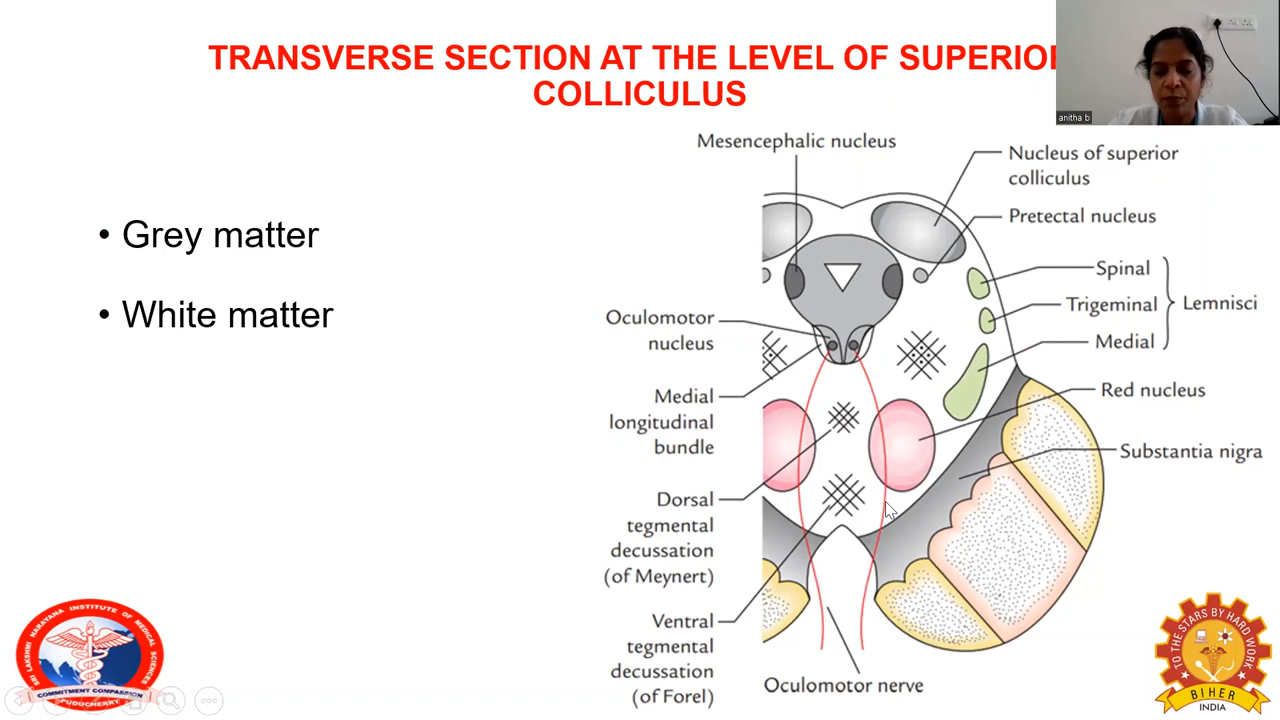 TRANSVERSE SECTION AT THE LEVEL OF SUPERIOR
COLLICULUS
anitha b
• Grey matter
• White matter
Mesencephalic nucleus
Nucleus of superior
colliculus
Pretectal nucleus
Spinal
Trigeminal
Medial
Lemnisci
Red nucleus
Substantia nigra
Oculomotor
nucleus
Medial
longitudinal
bundle
Dorsal
tegmental
decussation
(of Meynert)
Ventral
tegmental
decussation
(of Forel)
Oculomotor nerve
SRI LAKSHMI NARAYANA INSTITUTE OF MEDICAL SCIENCES
COMMITMENT COMPASSION
PUDUCHERRY
TO THE STARS BY HARD WORK
BIHER
INDIA